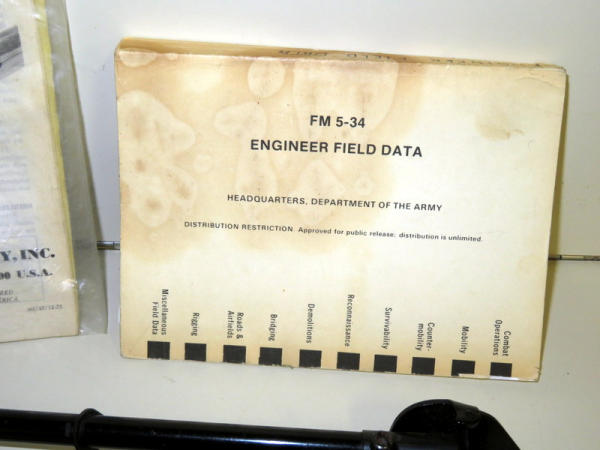 FM 5-34
ENGINEER FIELD DATA
HEADQUARTERS, DEPARTMENT OF THE ARMY
DISTRIBUTION RESTRICTION. Approved for public release; distribution is unlimited.
Miscellaneous
Field Data
Rigging
Roads &
Airfields
Bridging
Demolitions
Reconnaissance
Survivability
Counter-
mobility
Mobility
Combat
Operations
Y, INC.
00 U.S.A.